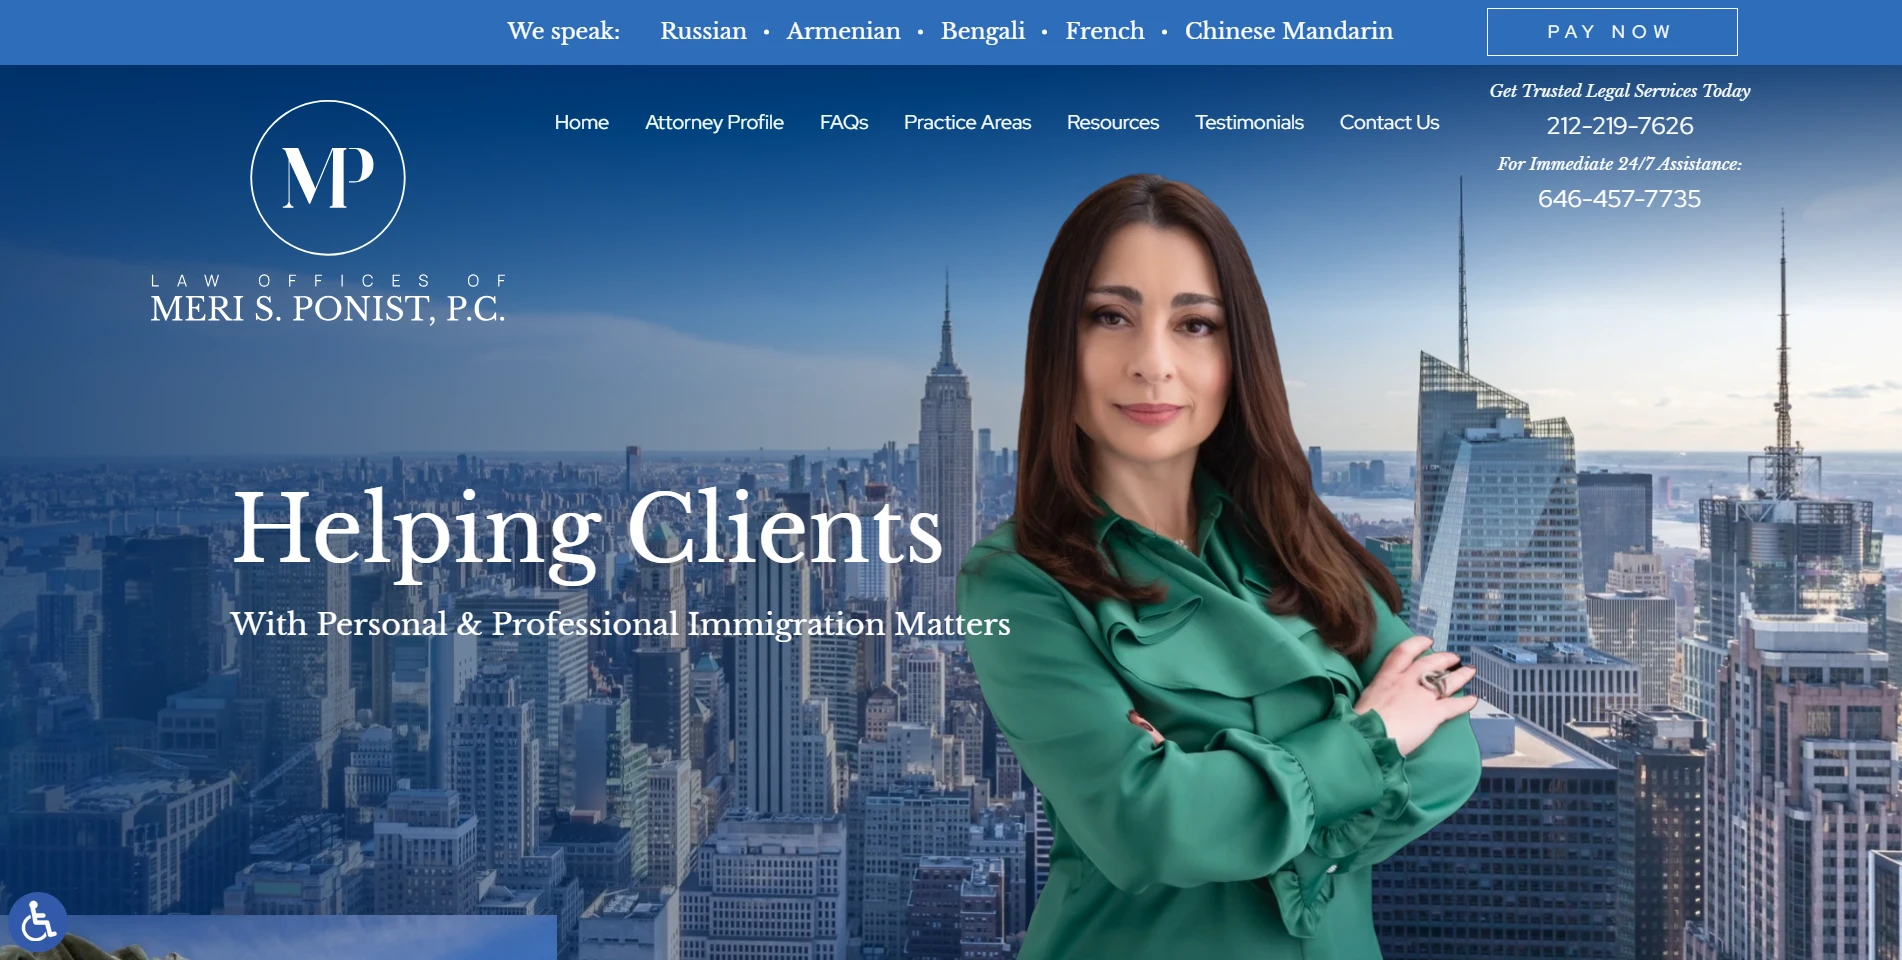 We speak: Russian • Armenian • Bengali • French • Chinese Mandarin
PAY NOW
Get Trusted Legal Services Today
212-219-7626
For Immediate 24/7 Assistance:
646-457-7735
Home Attorney Profile FAQs Practice Areas Resources Testimonials Contact Us
MP
LAW OFFICES OF
MERI S. PONIST, P.C.
Helping Clients
With Personal & Professional Immigration Matters